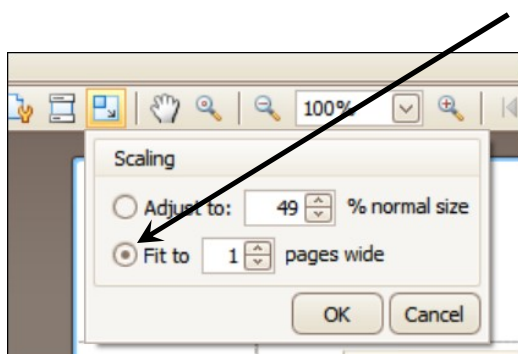 100%
Scaling
Adjust to: 49 % normal size
Fit to 1 pages wide
OK Cancel